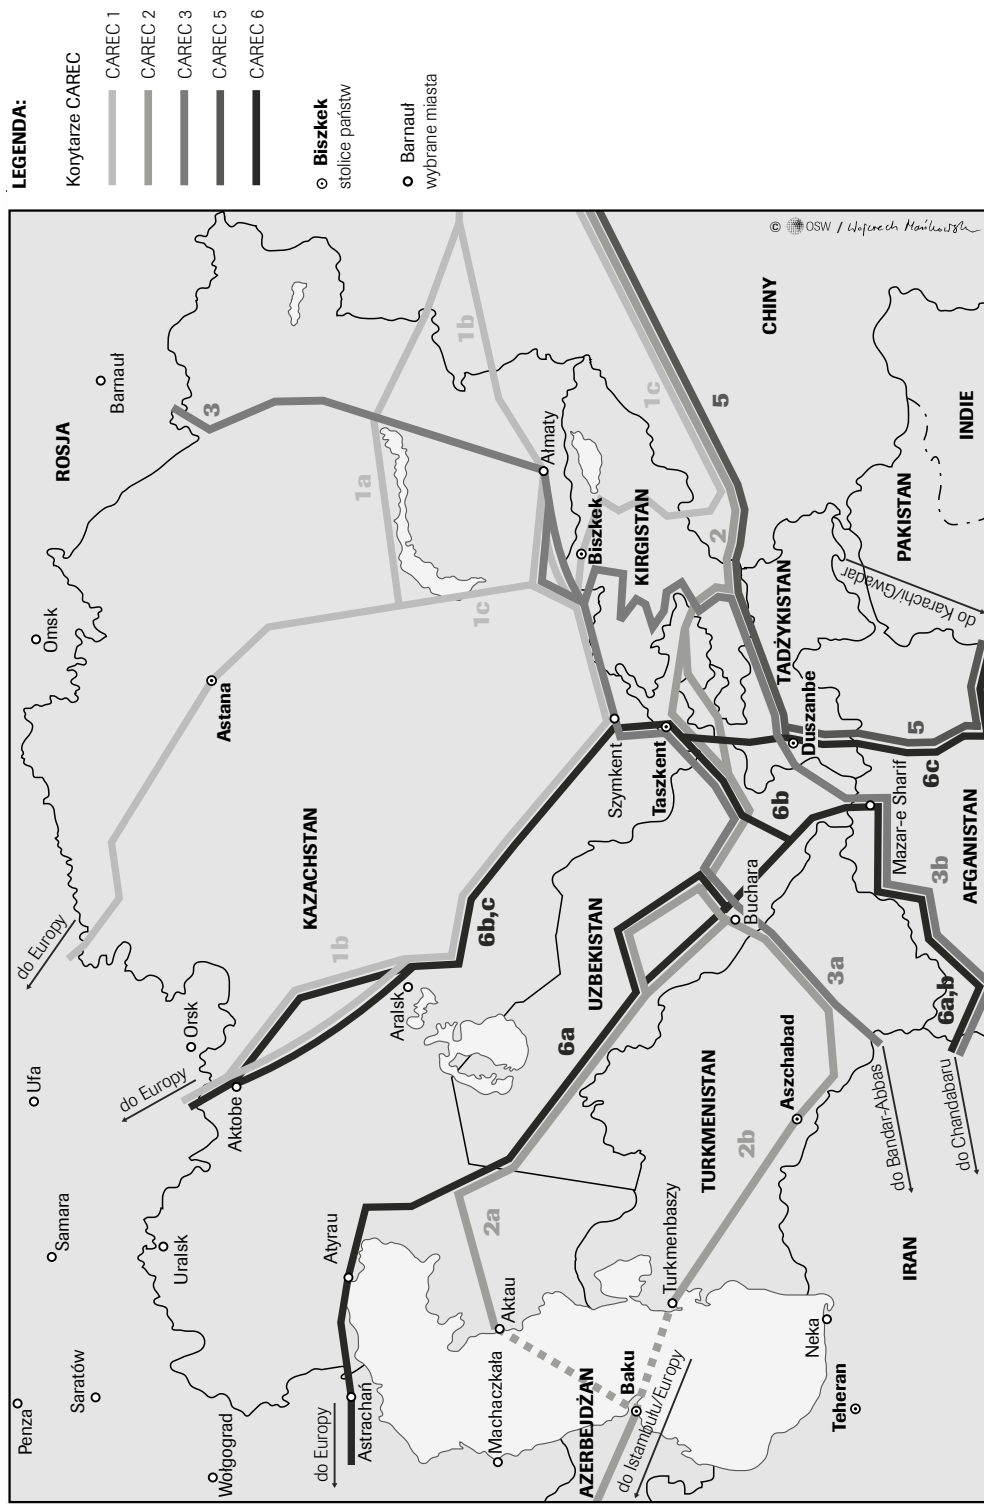 LEGENDA:
Korytarze CAREC
CAREC 1
CAREC 2
CAREC 3
CAREC 5
CAREC 6
Biszkek
stolice państw
Barnauł
wybrane miasta
© OSW / Wojciech Mańkowski
Penza
Saratów
Samara
Ufa
Omsk
ROSJA
Barnauł
Wołgograd
Uralsk
Orsk
do Europy
do Europy
do Europy
Astana
3
Aktobe
KAZACHSTAN
1b
1a
1b
Astrachań
Atyrau
Aralsk
6b,c
1c
Ałmaty
Machaczkała
Aktau
2a
6a
Szymkent
Taszkent
Biszkek
KIRGISTAN
1c
5
CHINY
AZERBEJDŻAN
Baku
do Istambułu/Europy
Turkmenbaszy
TURKMENISTAN
2b
UZBEKISTAN
Buchara
6b
2
TADŻYKISTAN
Duszanbe
Aszchabad
3a
Neka
Teheran
IRAN
do Bandar-Abbas
do Chandabaru
6a,b
3b
Mazar-e Sharif
6c
5
AFGANISTAN
do Karachi/Gwadar
PAKISTAN
INDIE